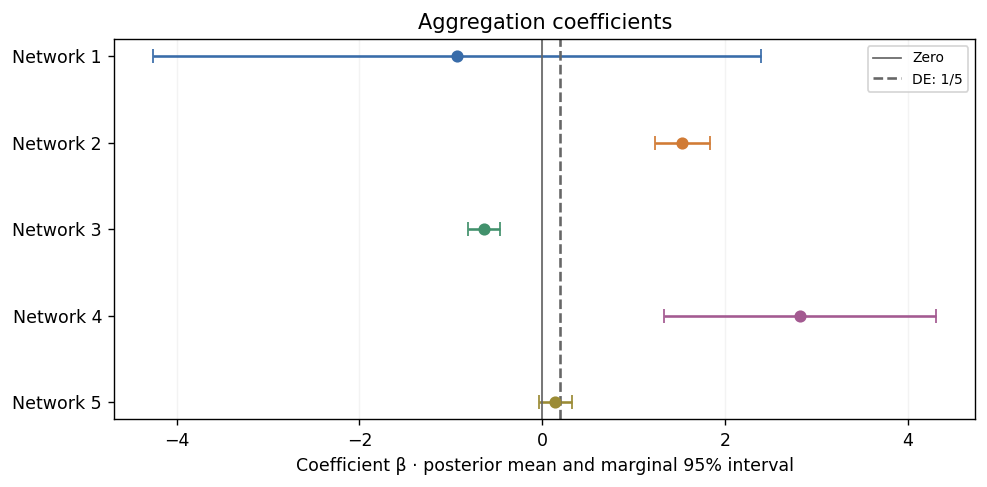 Aggregation coefficients
Network 1
Network 2
Network 3
Network 4
Network 5
Zero
DE: 1/5
−4
−2
0
2
4
Coefficient β · posterior mean and marginal 95% interval